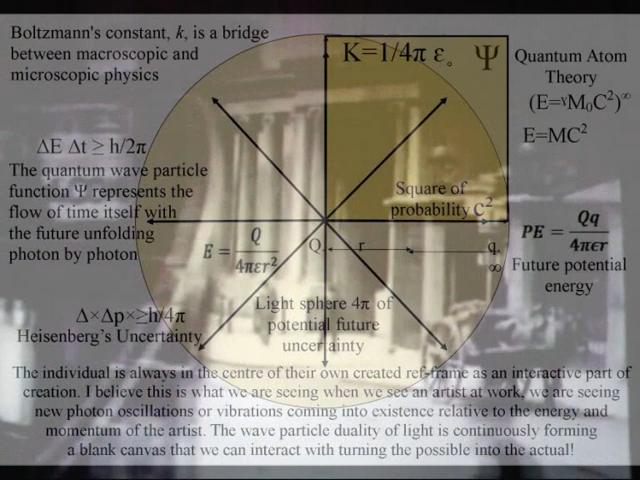 Boltzmann's constant, k, is a bridge
between macroscopic and
microscopic physics
K=1/4π ε。 Ψ
Quantum Atom
Theory
(E=ᵞM₀C²)^∞
E=MC²
ΔE Δt ≥ h/2π
The quantum wave particle
function Ψ represents the
flow of time itself with
the future unfolding
photon by photon
Square of
probability C²
E = Q / 4πεr²
Q r q
∞
PE = Qq / 4πϵr
Future potential
energy
Light sphere 4π of
potential future
uncertainty
Δ×Δp×≥h/4π
Heisenberg's Uncertainty
The individual is always in the centre of their own created ref-frame as an interactive part of
creation. I believe this is what we are seeing when we see an artist at work, we are seeing
new photon oscillations or vibrations coming into existence relative to the energy and
momentum of the artist. The wave particle duality of light is continuously forming
a blank canvas that we can interact with turning the possible into the actual!